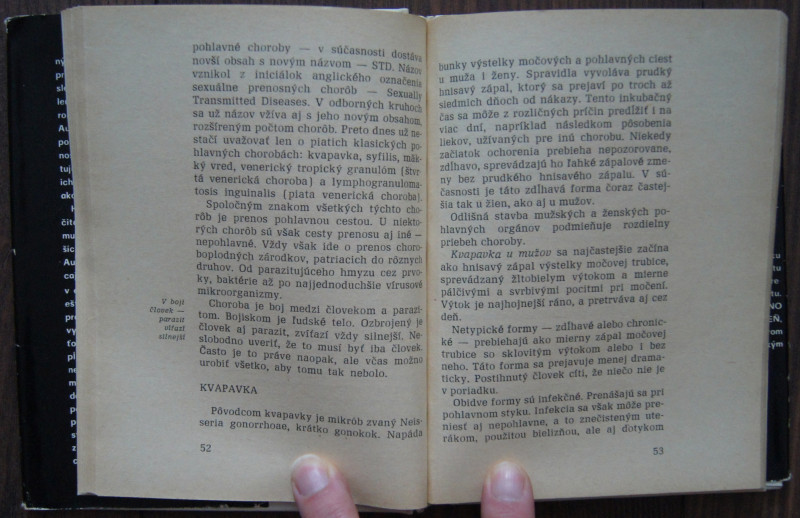 pohlavné choroby — v súčasnosti dostáva
novší obsah s novým názvom — STD. Názov
vznikol z iniciálok anglického označenia
sexuálne prenosných chorôb — Sexually
Transmitted Diseases. V odborných kruhoch
sa už názov vžíva aj s jeho novým obsahom,
rozšíreným počtom chorôb. Preto dnes už ne-
stačí uvažovať len o piatich klasických po-
hlavných chorobách: kvapavka, syfilis, mäk-
ký vred, venerický tropický granulóm (štvr-
tá venerická choroba) a lymphogranuloma-
tosis inguinalis (piata venerická choroba).
Spoločným znakom všetkých týchto cho-
rôb je prenos pohlavnou cestou. U niekto-
rých chorôb sú však cesty prenosu aj iné —
nepohlavné. Vždy však ide o prenos choro-
boplodných zárodkov, patriacich do rôznych
druhov. Od parazitujúceho hmyzu cez prvo-
ky, baktérie až po najjednoduchšie vírusové
mikroorganizmy.
V boji
človek —
parazit
víťazí
silnejší
Choroba je boj medzi človekom a parazi-
tom. Bojiskom je ľudské telo. Ozbrojený je
človek aj parazit, zvíťazí vždy silnejší. Ne-
slobodno uveriť, že to musí byť iba človek.
Často je to práve naopak, ale včas možno
urobiť všetko, aby tomu tak nebolo.
KVAPAVKA
Pôvodcom kvapavky je mikrób zvaný Neis-
seria gonorrhoae, krátko gonokok. Napáda
52
bunky výstelky močových a pohlavných ciest
u muža i ženy. Spravidla vyvoláva prudký
hnisavý zápal, ktorý sa prejaví po troch až
siedmich dňoch od nákazy. Tento inkubačný
čas sa môže z rozličných príčin predĺžiť i na
viac dní, napríklad následkom pôsobenia
liekov, užívaných pre inú chorobu. Niekedy
začiatok ochorenia prebieha nepozorovane,
zdĺhavo, sprevádzajú ho ľahké zápalové zme-
ny bez prudkého hnisavého zápalu. V sú-
časnosti je táto zdĺhavá forma čoraz častej-
šia tak u žien, ako aj u mužov.
Odlišná stavba mužských a ženských po-
hlavných orgánov podmieňuje rozdielny
priebeh choroby.
Kvapavka u mužov sa najčastejšie začína
ako hnisavý zápal výstelky močovej trubice,
sprevádzaný žltobielym výtokom a mierne
pálčivými a svrbivými pocitmi pri močení.
Výtok je najhojnejší ráno, a pretrváva aj cez
deň.
Netypické formy — zdĺhavé alebo chronic-
ké — prebiehajú ako mierny zápal močovej
trubice so sklovitým výtokom alebo i bez
neho. Táto forma sa prejavuje menej drama-
ticky. Postihnutý človek cíti, že niečo nie je
v poriadku.
Obidve formy sú infekčné. Prenášajú sa pri
pohlavnom styku. Infekcia sa však môže pre-
niesť aj nepohlavne, a to znečisteným ute-
rákom, použitou bielizňou, ale aj dotykom
53